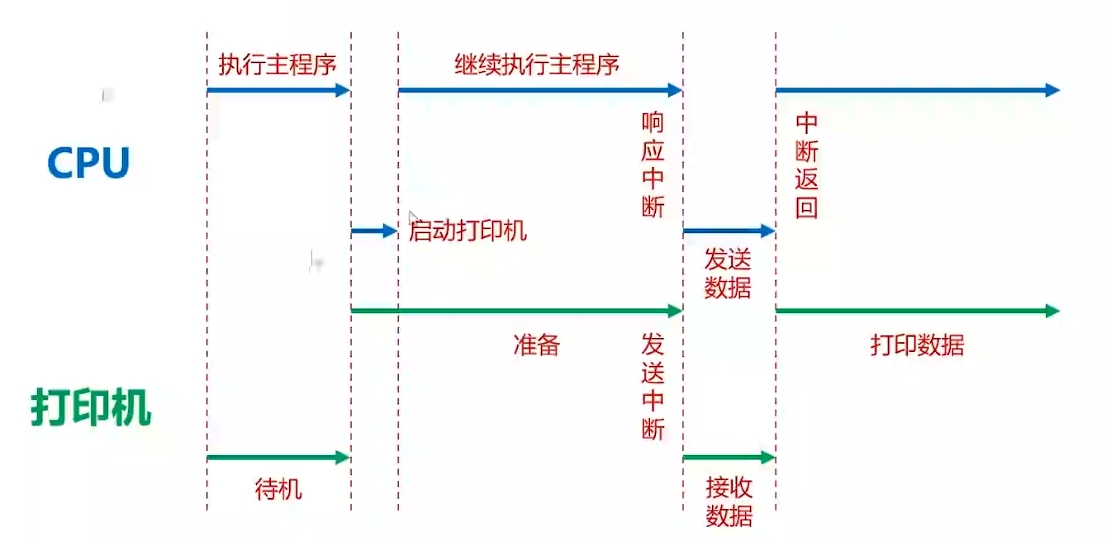 执行主程序
继续执行主程序
响应中断
中断返回
CPU
启动打印机
发送
数据
准备
发送中断
打印数据
打印机
待机
接收
数据